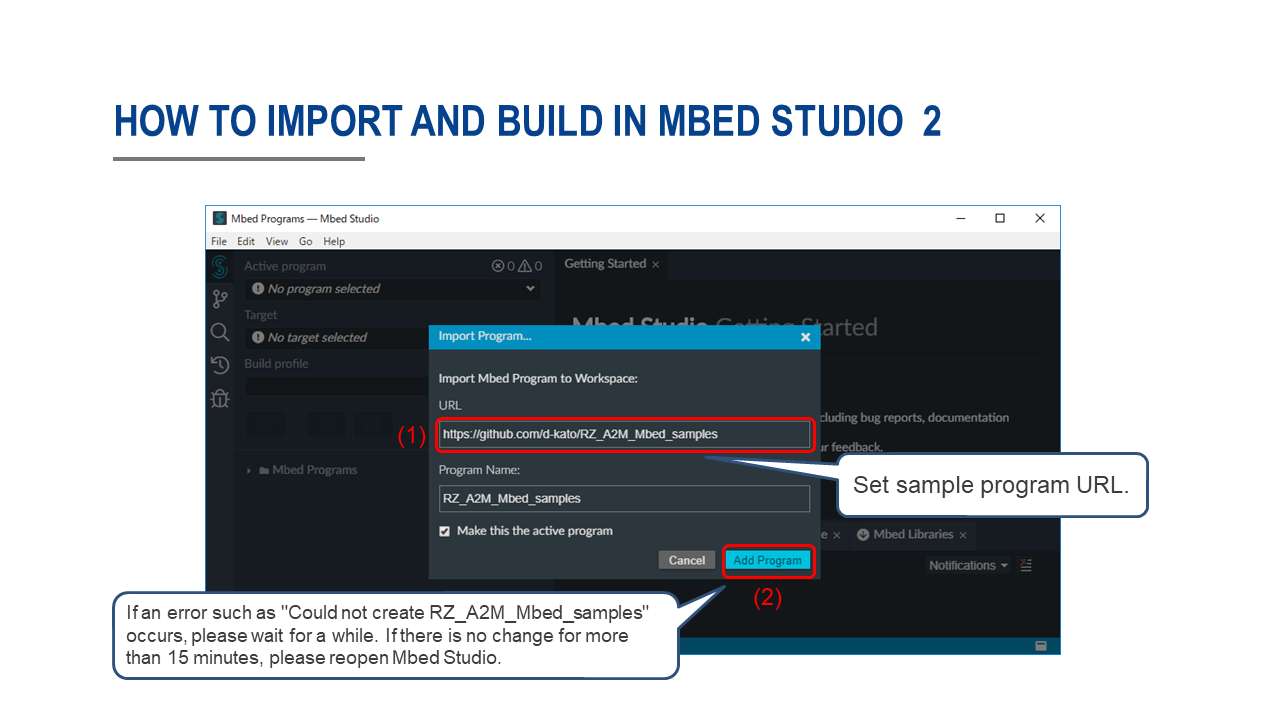 HOW TO IMPORT AND BUILD IN MBED STUDIO 2
Mbed Programs — Mbed Studio
File Edit View Go Help
Active program 0 0
No program selected
Target
No target selected
Build profile
Mbed Programs
Getting Started ×
Mbed Studio Getting Started
Import Program...
Import Mbed Program to Workspace:
URL
(1)
https://github.com/d-kato/RZ_A2M_Mbed_samples
cluding bug reports, documentation
ur feedback.
Program Name:
RZ_A2M_Mbed_samples
Set sample program URL.
Make this the active program
e × Mbed Libraries ×
Cancel
Add Program
Notifications
(2)
If an error such as "Could not create RZ_A2M_Mbed_samples"
occurs, please wait for a while. If there is no change for more
than 15 minutes, please reopen Mbed Studio.